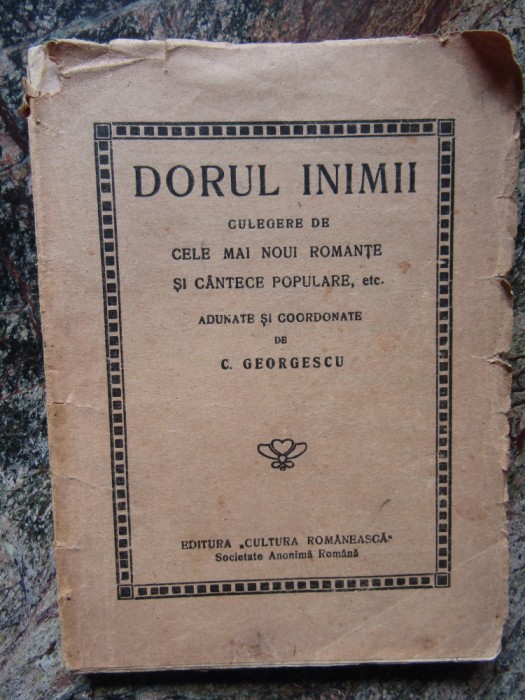 DORUL INIMII
CULEGERE DE
CELE MAI NOUI ROMANȚE
ȘI CÂNTECE POPULARE, etc.
ADUNATE ȘI COORDONATE
DE
C. GEORGESCU
EDITURA „CULTURA ROMÂNEASCĂ“
Societate Anonimă Română